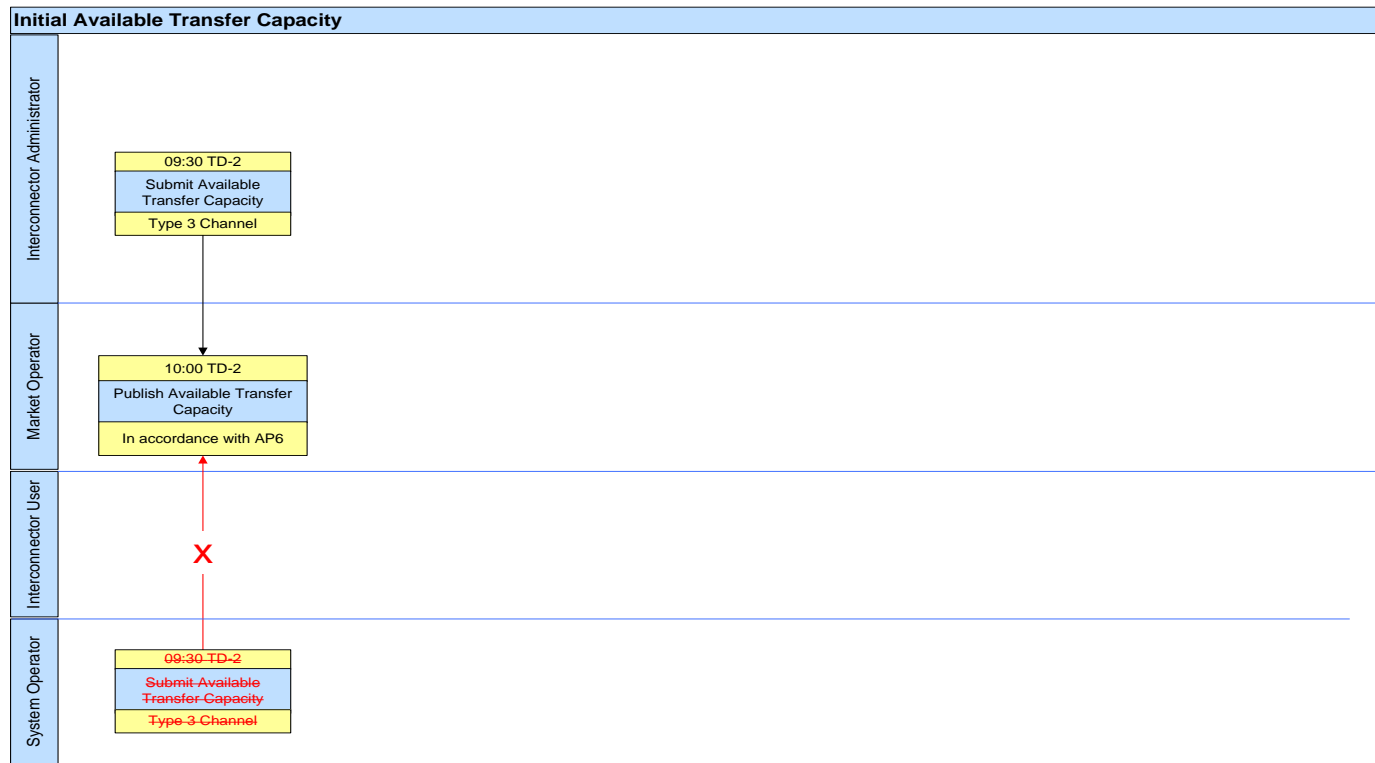 Initial Available Transfer Capacity
Interconnector Administrator
09:30 TD-2
Submit Available
Transfer Capacity
Type 3 Channel
Market Operator
10:00 TD-2
Publish Available Transfer
Capacity
In accordance with AP6
Interconnector User
X
System Operator
09:30 TD-2
Submit Available
Transfer Capacity
Type 3 Channel